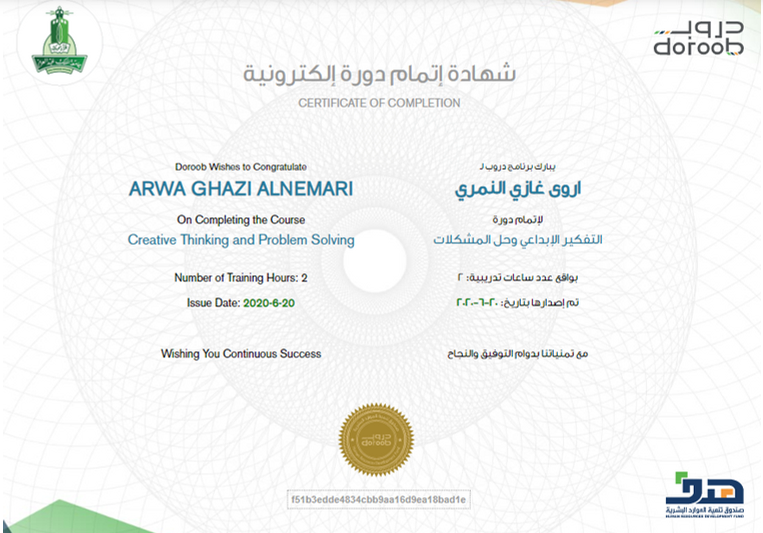 دروب
doroob
شهادة إتمام دورة إلكترونية
CERTIFICATE OF COMPLETION
Doroob Wishes to Congratulate
يبارك برنامج دروب لـ
ARWA GHAZI ALNEMARI
اروى غازي النمري
On Completing the Course
لإتمام دورة
Creative Thinking and Problem Solving
التفكير الإبداعي وحل المشكلات
Number of Training Hours: 2
بواقع عدد ساعات تدريبية: ٢
Issue Date: 2020-6-20
تم إصدارها بتاريخ: ٢٠-٦-٢٠٢٠
Wishing You Continuous Success
مع تمنياتنا بدوام التوفيق والنجاح
دروب
doroob
f51b3edde4834cbb9aa16d9ea18bad1e
هدف
صندوق تنمية الموارد البشرية
HUMAN RESOURCES DEVELOPMENT FUND